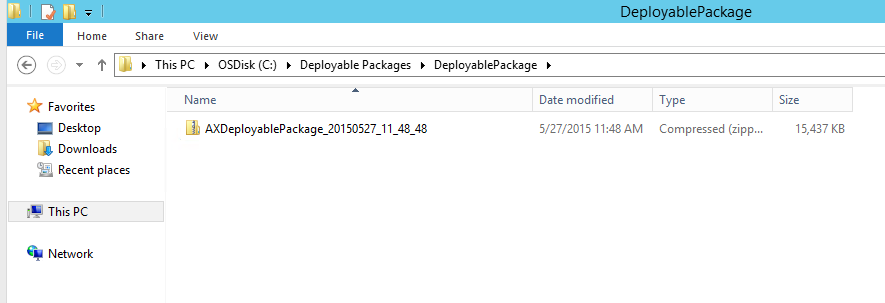 DeployablePackage
File Home Share View
This PC OSDisk (C:) Deployable Packages DeployablePackage
Favorites
Desktop
Downloads
Recent places
This PC
Network
Name Date modified Type Size
AXDeployablePackage_20150527_11_48_48 5/27/2015 11:48 AM Compressed (zipp... 15,437 KB